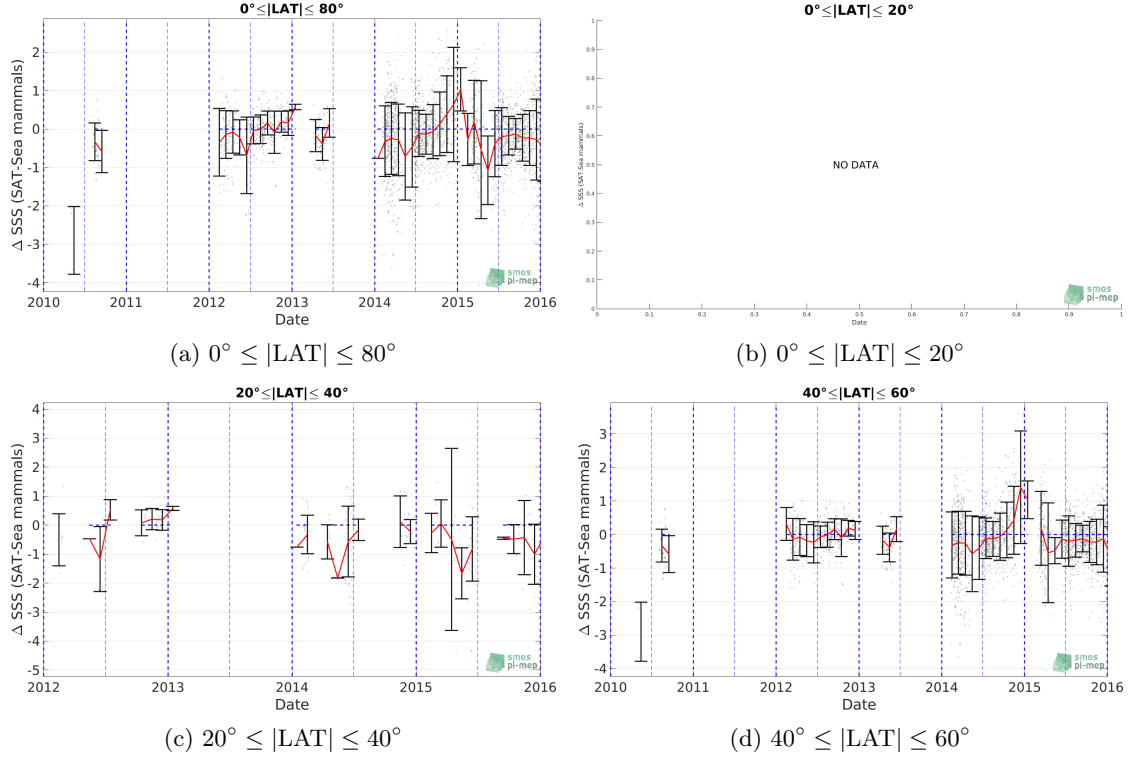 0°≤|LAT|≤ 80°
Δ SSS (SAT-Sea mammals)
2
1
0
-1
-2
-3
-4
2010 2011 2012 2013 2014 2015 2016
Date
smos
pi-mep
(a) 0° ≤ |LAT| ≤ 80°
0°≤|LAT|≤ 20°
Δ SSS (SAT-Sea mammals)
1
0.9
0.8
0.7
0.6
0.5
0.4
0.3
0.2
0.1
0
NO DATA
0 0.1 0.2 0.3 0.4 0.5 0.6 0.7 0.8 0.9 1
Date
smos
pi-mep
(b) 0° ≤ |LAT| ≤ 20°
20°≤|LAT|≤ 40°
Δ SSS (SAT-Sea mammals)
4
3
2
1
0
-1
-2
-3
-4
-5
2012 2013 2014 2015 2016
Date
smos
pi-mep
(c) 20° ≤ |LAT| ≤ 40°
40°≤|LAT|≤ 60°
Δ SSS (SAT-Sea mammals)
3
2
1
0
-1
-2
-3
-4
2010 2011 2012 2013 2014 2015 2016
Date
smos
pi-mep
(d) 40° ≤ |LAT| ≤ 60°